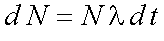 d N = N λ d t